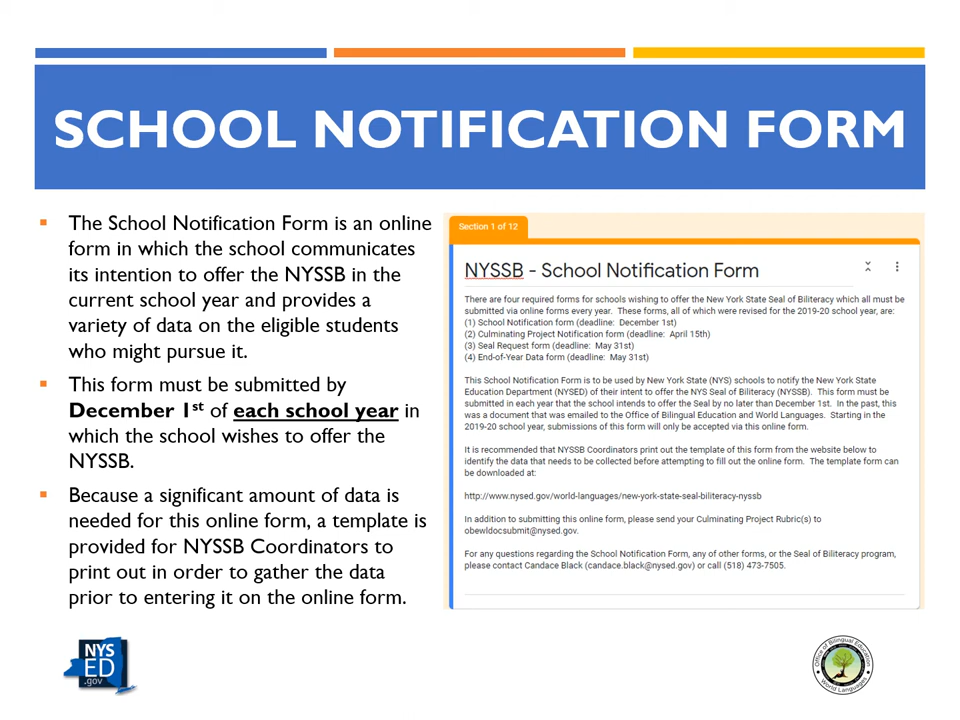 SCHOOL NOTIFICATION FORM
The School Notification Form is an online
form in which the school communicates
its intention to offer the NYSSB in the
current school year and provides a
variety of data on the eligible students
who might pursue it.
This form must be submitted by
December 1st of each school year in
which the school wishes to offer the
NYSSB.
Because a significant amount of data is
needed for this online form, a template is
provided for NYSSB Coordinators to
print out in order to gather the data
prior to entering it on the online form.
Section 1 of 12
NYSSB - School Notification Form
There are four required forms for schools wishing to offer the New York State Seal of Biliteracy which all must be
submitted via online forms every year. These forms, all of which were revised for the 2019-20 school year, are:
(1) School Notification form (deadline: December 1st)
(2) Culminating Project Notification form (deadline: April 15th)
(3) Seal Request form (deadline: May 31st)
(4) End-of-Year Data form (deadline: May 31st)
This School Notification Form is to be used by New York State (NYS) schools to notify the New York State
Education Department (NYSED) of their intent to offer the NYS Seal of Biliteracy (NYSSB). This form must be
submitted in each year that the school intends to offer the Seal by no later than December 1st. In the past, this
was a document that was emailed to the Office of Bilingual Education and World Languages. Starting in the
2019-20 school year, submissions of this form will only be accepted via this online form.
It is recommended that NYSSB Coordinators print out the template of this form from the website below to
identify the data that needs to be collected before attempting to fill out the online form. The template form can
be downloaded at:
http://www.nysed.gov/world-languages/new-york-state-seal-biliteracy-nyssb
In addition to submitting this online form, please send your Culminating Project Rubric(s) to
obewldocsubmit@nysed.gov.
For any questions regarding the School Notification Form, any of other forms, or the Seal of Biliteracy program,
please contact Candace Black (candace.black@nysed.gov) or call (518) 473-7505.
NYS
ED
.gov
Office of Bilingual Education
World Languages